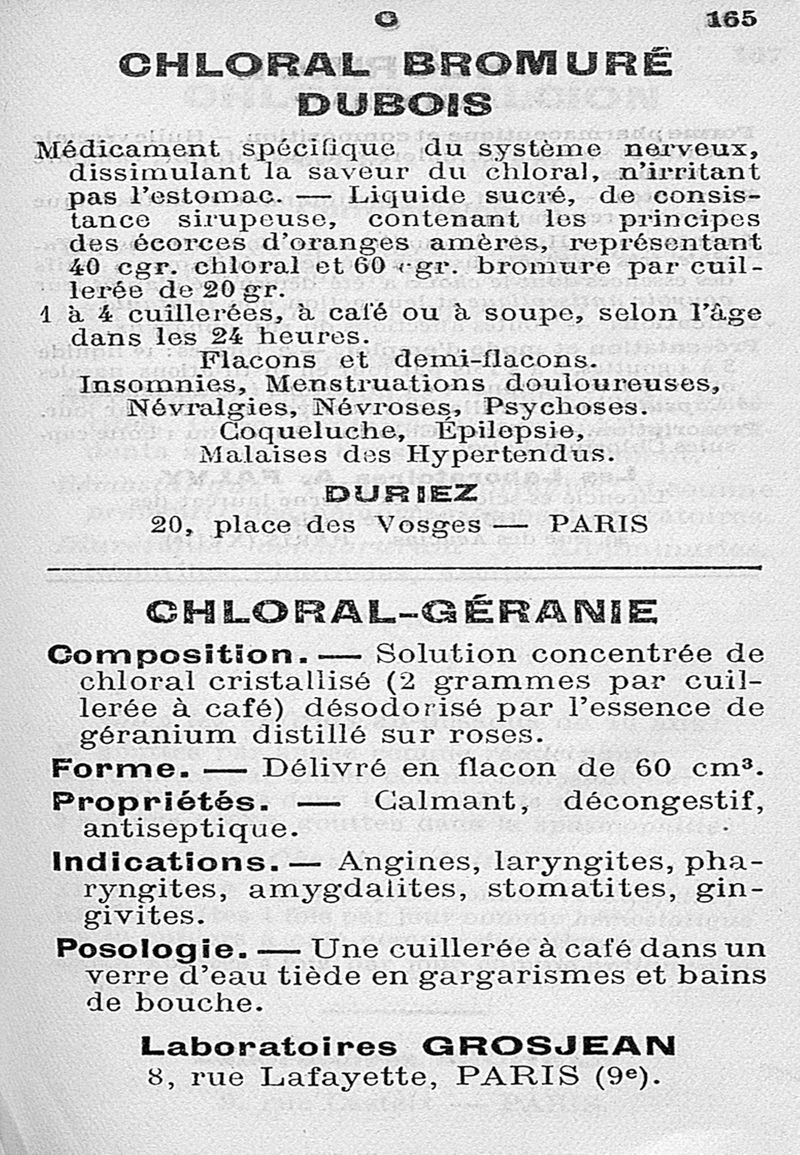 C 165
CHLORAL BROMURÉ
DUBOIS
Médicament spécifique du système nerveux,
dissimulant la saveur du chloral, n'irritant
pas l'estomac. — Liquide sucré, de consis-
tance sirupeuse, contenant les principes
des écorces d'oranges amères, représentant
40 cgr. chloral et 60 cgr. bromure par cuil-
lerée de 20 gr.
1 à 4 cuillerées, à café ou à soupe, selon l'âge
dans les 24 heures.
Flacons et demi-flacons.
Insomnies, Menstruations douloureuses,
Névralgies, Névroses, Psychoses.
Coqueluche, Épilepsie,
Malaises des Hypertendus.
DURIEZ
20, place des Vosges — PARIS
CHLORAL-GÉRANIE
Composition. — Solution concentrée de
chloral cristallisé (2 grammes par cuil-
lerée à café) désodorisé par l'essence de
géranium distillé sur roses.
Forme. — Délivré en flacon de 60 cm³.
Propriétés. — Calmant, décongestif,
antiseptique.
Indications. — Angines, laryngites, pha-
ryngites, amygdalites, stomatites, gin-
givites.
Posologie. — Une cuillerée à café dans un
verre d'eau tiède en gargarismes et bains
de bouche.
Laboratoires GROSJEAN
8, rue Lafayette, PARIS (9e).